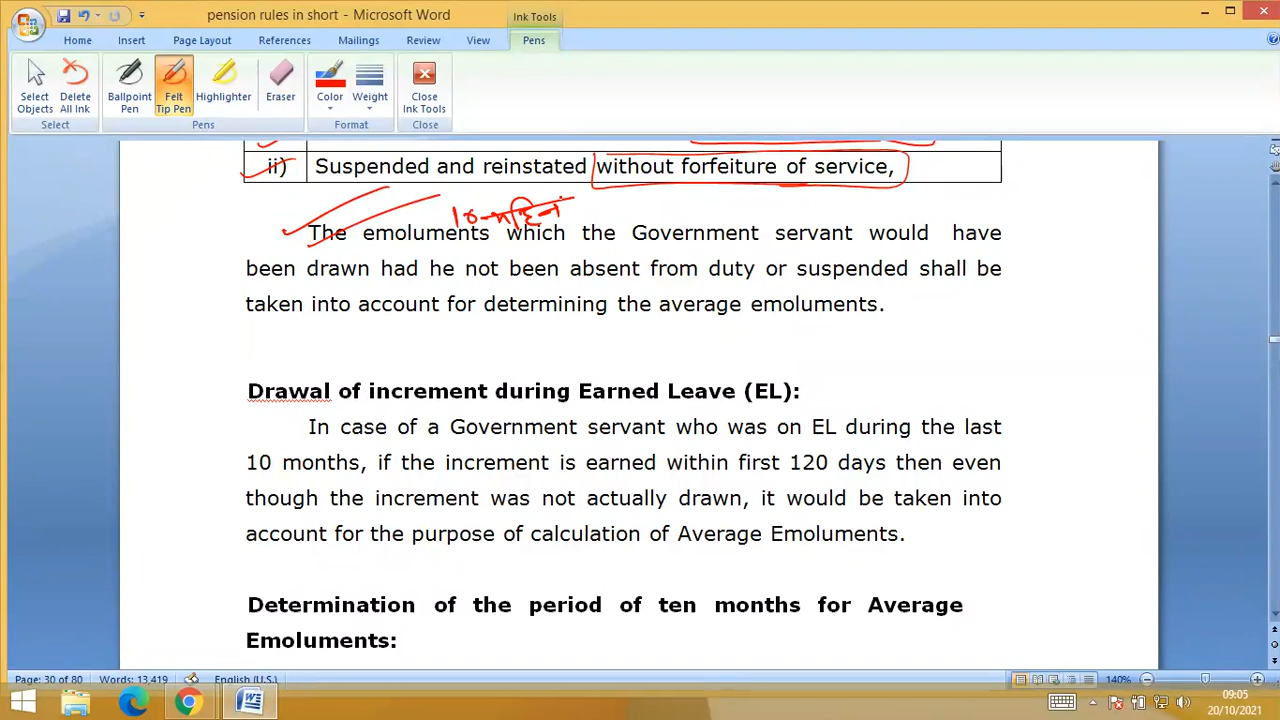 pension rules in short - Microsoft Word
Ink Tools
Home Insert Page Layout References Mailings Review View Pens
Select Objects
Delete All Ink
Ballpoint Pen
Felt Tip Pen
Highlighter
Eraser
Color
Weight
Close Ink Tools
Select Pens Format Close
ii) Suspended and reinstated without forfeiture of service,
10
The emoluments which the Government servant would have
been drawn had he not been absent from duty or suspended shall be
taken into account for determining the average emoluments.
Drawal of increment during Earned Leave (EL):
In case of a Government servant who was on EL during the last
10 months, if the increment is earned within first 120 days then even
though the increment was not actually drawn, it would be taken into
account for the purpose of calculation of Average Emoluments.
Determination of the period of ten months for Average
Emoluments:
Page: 30 of 80 Words: 13,419 English (U.S.) 140%
09:05
20/10/2021